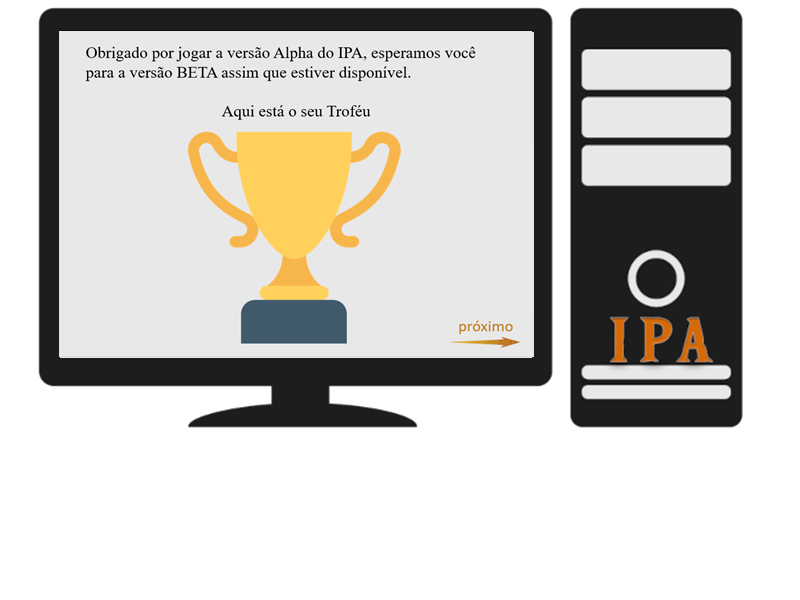 Obrigado por jogar a versão Alpha do IPA, esperamos você
para a versão BETA assim que estiver disponível.
Aqui está o seu Troféu
próximo
IPA